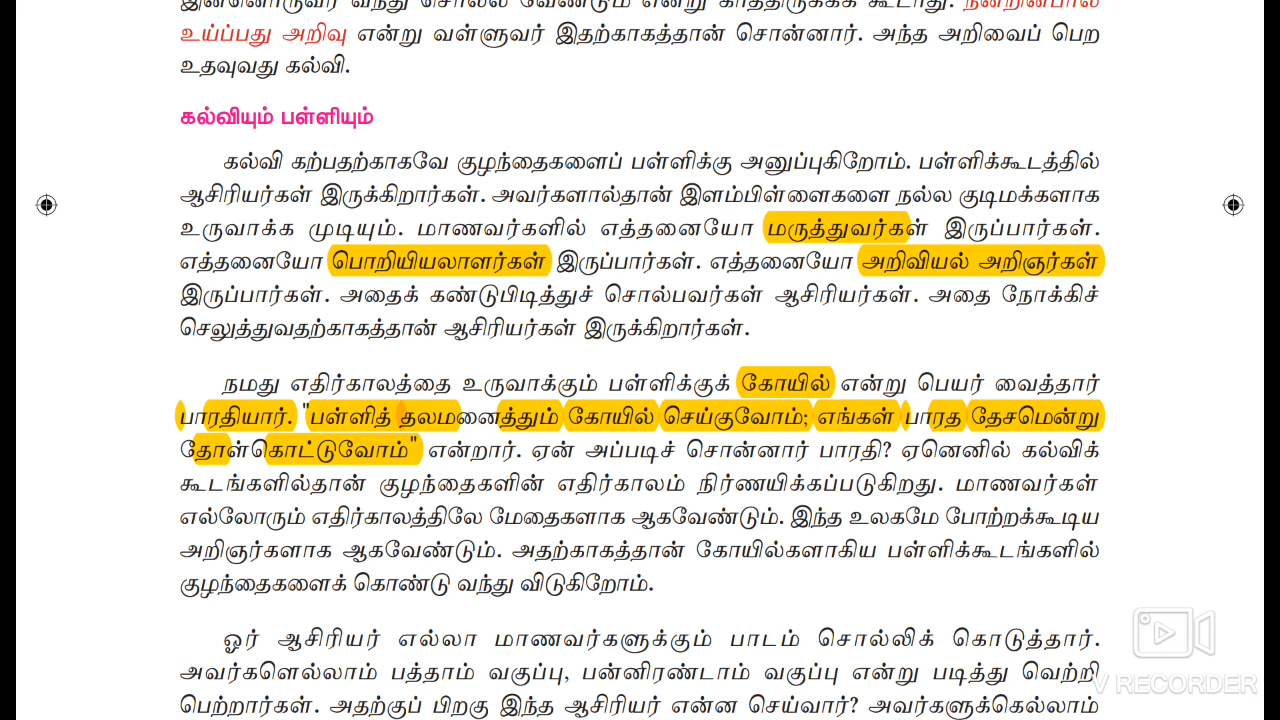 இன்னொருவர் வந்து சொல்ல வேண்டும் என்று காத்திருக்கக் கூடாது. நன்றின்பால்
உய்ப்பது அறிவு என்று வள்ளுவர் இதற்காகத்தான் சொன்னார். அந்த அறிவைப் பெற
உதவுவது கல்வி.
கல்வியும் பள்ளியும்
கல்வி கற்பதற்காகவே குழந்தைகளைப் பள்ளிக்கு அனுப்புகிறோம். பள்ளிக்கூடத்தில்
ஆசிரியர்கள் இருக்கிறார்கள். அவர்களால்தான் இளம்பிள்ளைகளை நல்ல குடிமக்களாக
உருவாக்க முடியும். மாணவர்களில் எத்தனையோ மருத்துவர்கள் இருப்பார்கள்.
எத்தனையோ பொறியியலாளர்கள் இருப்பார்கள். எத்தனையோ அறிவியல் அறிஞர்கள்
இருப்பார்கள். அதைக் கண்டுபிடித்துச் சொல்பவர்கள் ஆசிரியர்கள். அதை நோக்கிச்
செலுத்துவதற்காகத்தான் ஆசிரியர்கள் இருக்கிறார்கள்.
நமது எதிர்காலத்தை உருவாக்கும் பள்ளிக்குக் கோயில் என்று பெயர் வைத்தார்
பாரதியார். "பள்ளித் தலமனைத்தும் கோயில் செய்குவோம்; எங்கள் பாரத தேசமென்று
தோள்கொட்டுவோம்" என்றார். ஏன் அப்படிச் சொன்னார் பாரதி? ஏனெனில் கல்விக்
கூடங்களில்தான் குழந்தைகளின் எதிர்காலம் நிர்ணயிக்கப்படுகிறது. மாணவர்கள்
எல்லோரும் எதிர்காலத்திலே மேதைகளாக ஆகவேண்டும். இந்த உலகமே போற்றக்கூடிய
அறிஞர்களாக ஆகவேண்டும். அதற்காகத்தான் கோயில்களாகிய பள்ளிக்கூடங்களில்
குழந்தைகளைக் கொண்டு வந்து விடுகிறோம்.
ஓர் ஆசிரியர் எல்லா மாணவர்களுக்கும் பாடம் சொல்லிக் கொடுத்தார்.
அவர்களெல்லாம் பத்தாம் வகுப்பு, பன்னிரண்டாம் வகுப்பு என்று படித்து வெற்றி
பெற்றார்கள். அதற்குப் பிறகு இந்த ஆசிரியர் என்ன செய்வார்? அவர்களுக்கெல்லாம்
V RECORDER